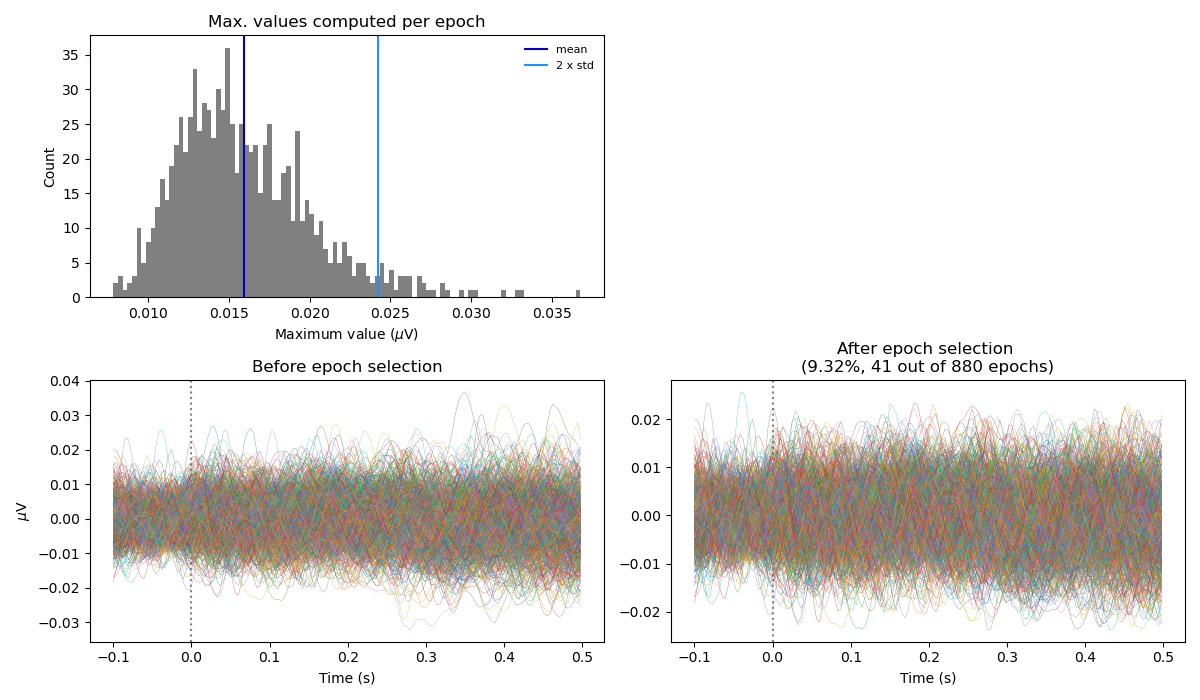 Max. values computed per epoch
Count
35
30
25
20
15
10
5
0
mean
2 x std
0.010 0.015 0.020 0.025 0.030 0.035
Maximum value (μV)
Before epoch selection
μV
0.04
0.03
0.02
0.01
0.00
−0.01
−0.02
−0.03
−0.1 0.0 0.1 0.2 0.3 0.4 0.5
Time (s)
After epoch selection
(9.32%, 41 out of 880 epochs)
0.02
0.01
0.00
−0.01
−0.02
−0.1 0.0 0.1 0.2 0.3 0.4 0.5
Time (s)